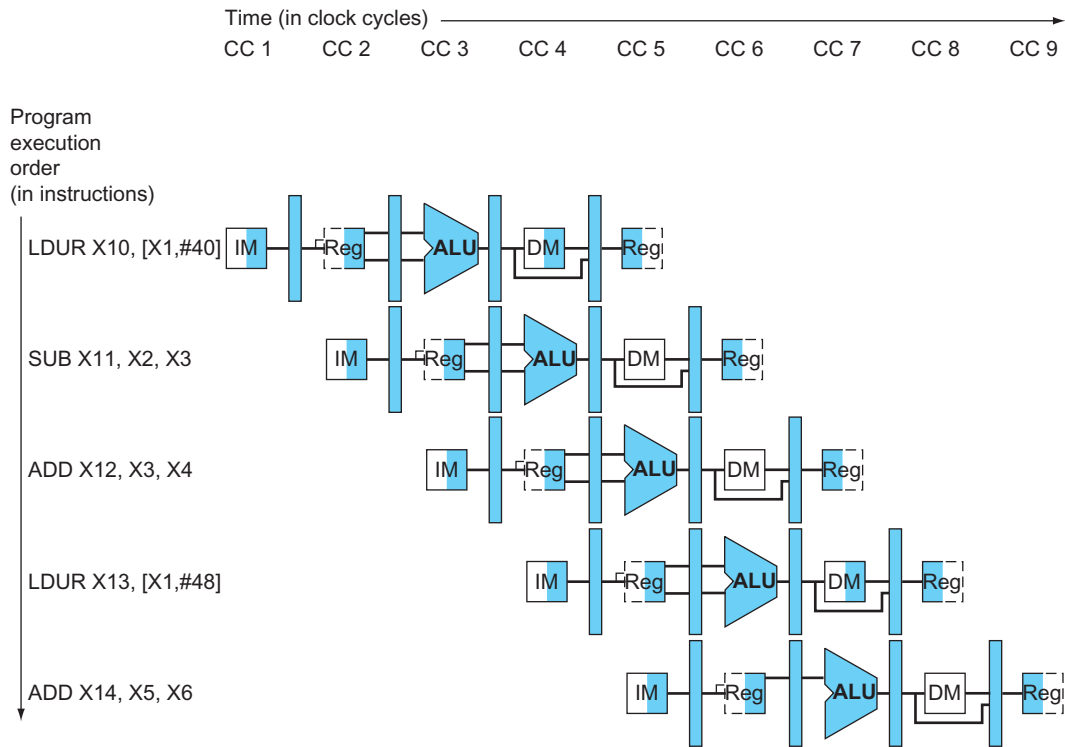 Time (in clock cycles)
CC 1 CC 2 CC 3 CC 4 CC 5 CC 6 CC 7 CC 8 CC 9
Program
execution
order
(in instructions)
LDUR X10, [X1,#40] IM Reg ALU DM Reg
SUB X11, X2, X3 IM Reg ALU DM Reg
ADD X12, X3, X4 IM Reg ALU DM Reg
LDUR X13, [X1,#48] IM Reg ALU DM Reg
ADD X14, X5, X6 IM Reg ALU DM Reg